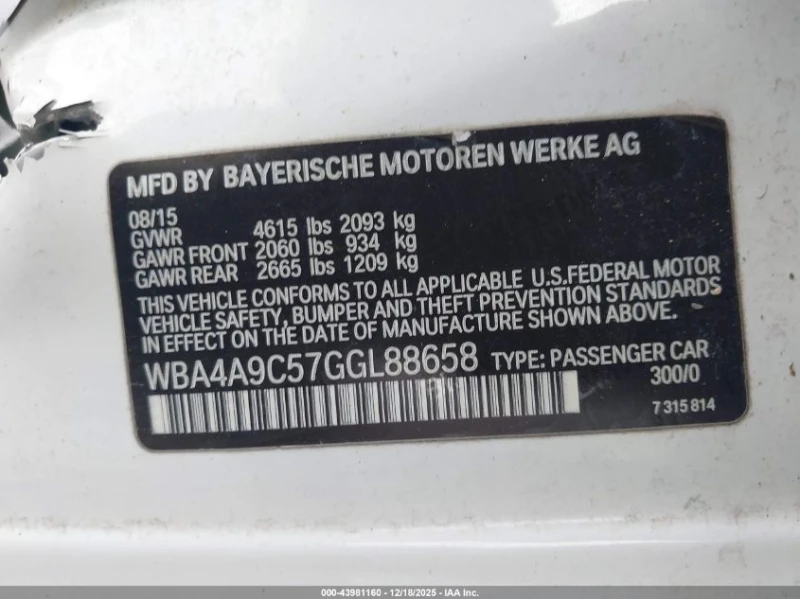 MFD BY BAYERISCHE MOTOREN WERKE AG
08/15
GVWR 4615 lbs 2093 kg
GAWR FRONT 2060 lbs 934 kg
GAWR REAR 2665 lbs 1209 kg
THIS VEHICLE CONFORMS TO ALL APPLICABLE U.S.FEDERAL MOTOR
VEHICLE SAFETY, BUMPER AND THEFT PREVENTION STANDARDS
IN EFFECT ON THE DATE OF MANUFACTURE SHOWN ABOVE.
WBA4A9C57GGL88658 TYPE: PASSENGER CAR
300/0
7 315 814
000-43981160 - 12/18/2025 - IAA Inc.